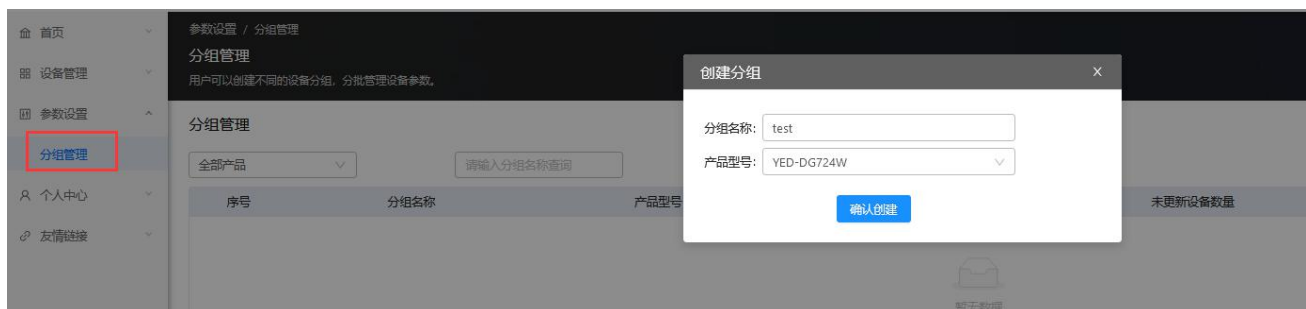 首页
设备管理
参数设置
分组管理
个人中心
友情链接
参数设置 / 分组管理
分组管理
用户可以创建不同的设备分组，分批管理设备参数。
分组管理
全部产品
请输入分组名称查询
序号 分组名称 产品型号 未更新设备数量
暂无数据
创建分组 X
分组名称: test
产品型号: YED-DG724W
确认创建